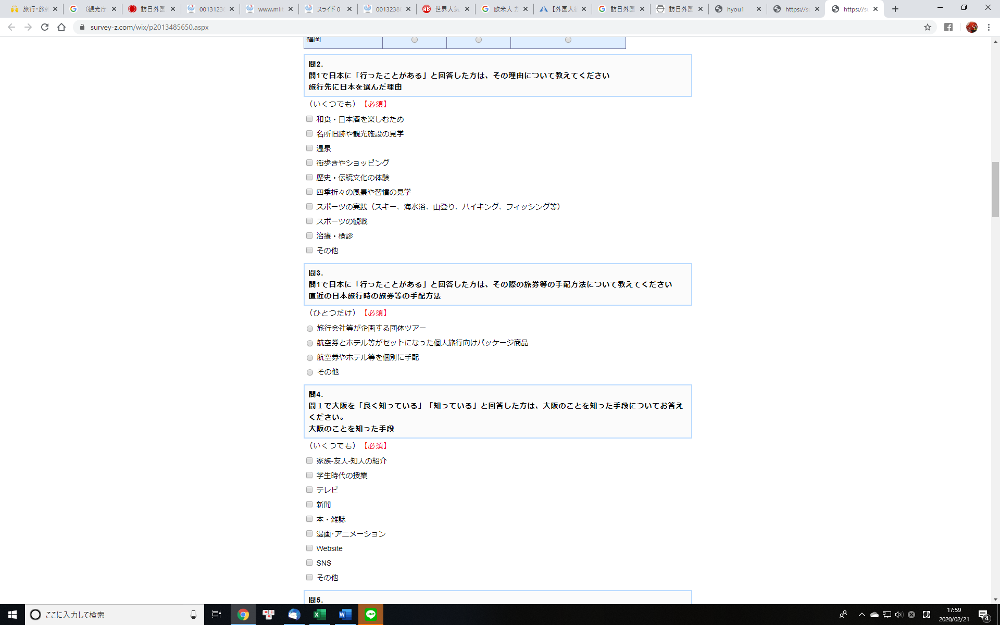 旅行･旅
（観光庁
訪日外国
0013123
www.mlit
スライド 0
0013238
世界人気
欧米人 ガ
【外国人観
訪日外国
訪日外国
hyou1
https://su
https://su
survey-z.com/wix/p2013485650.aspx
福岡
問2.
問1で日本に「行ったことがある」と回答した方は、その理由について教えてください
旅行先に日本を選んだ理由
（いくつでも）【必須】
和食・日本酒を楽しむため
名所旧跡や観光施設の見学
温泉
街歩きやショッピング
歴史・伝統文化の体験
四季折々の風景や習慣の見学
スポーツの実践（スキー、海水浴、山登り、ハイキング、フィッシング等）
スポーツの観戦
治療・検診
その他
問3.
問1で日本に「行ったことがある」と回答した方は、その際の旅券等の手配方法について教えてください
直近の日本旅行時の旅券等の手配方法
（ひとつだけ）【必須】
旅行会社等が企画する団体ツアー
航空券とホテル等がセットになった個人旅行向けパッケージ商品
航空券やホテル等を個別に手配
その他
問4.
問１で大阪を「良く知っている」「知っている」と回答した方は、大阪のことを知った手段についてお答え
ください。
大阪のことを知った手段
（いくつでも）【必須】
家族-友人-知人の紹介
学生時代の授業
テレビ
新聞
本・雑誌
漫画･アニメーション
Website
SNS
その他
問5.
ここに入力して検索
17:59
2020/02/21
4